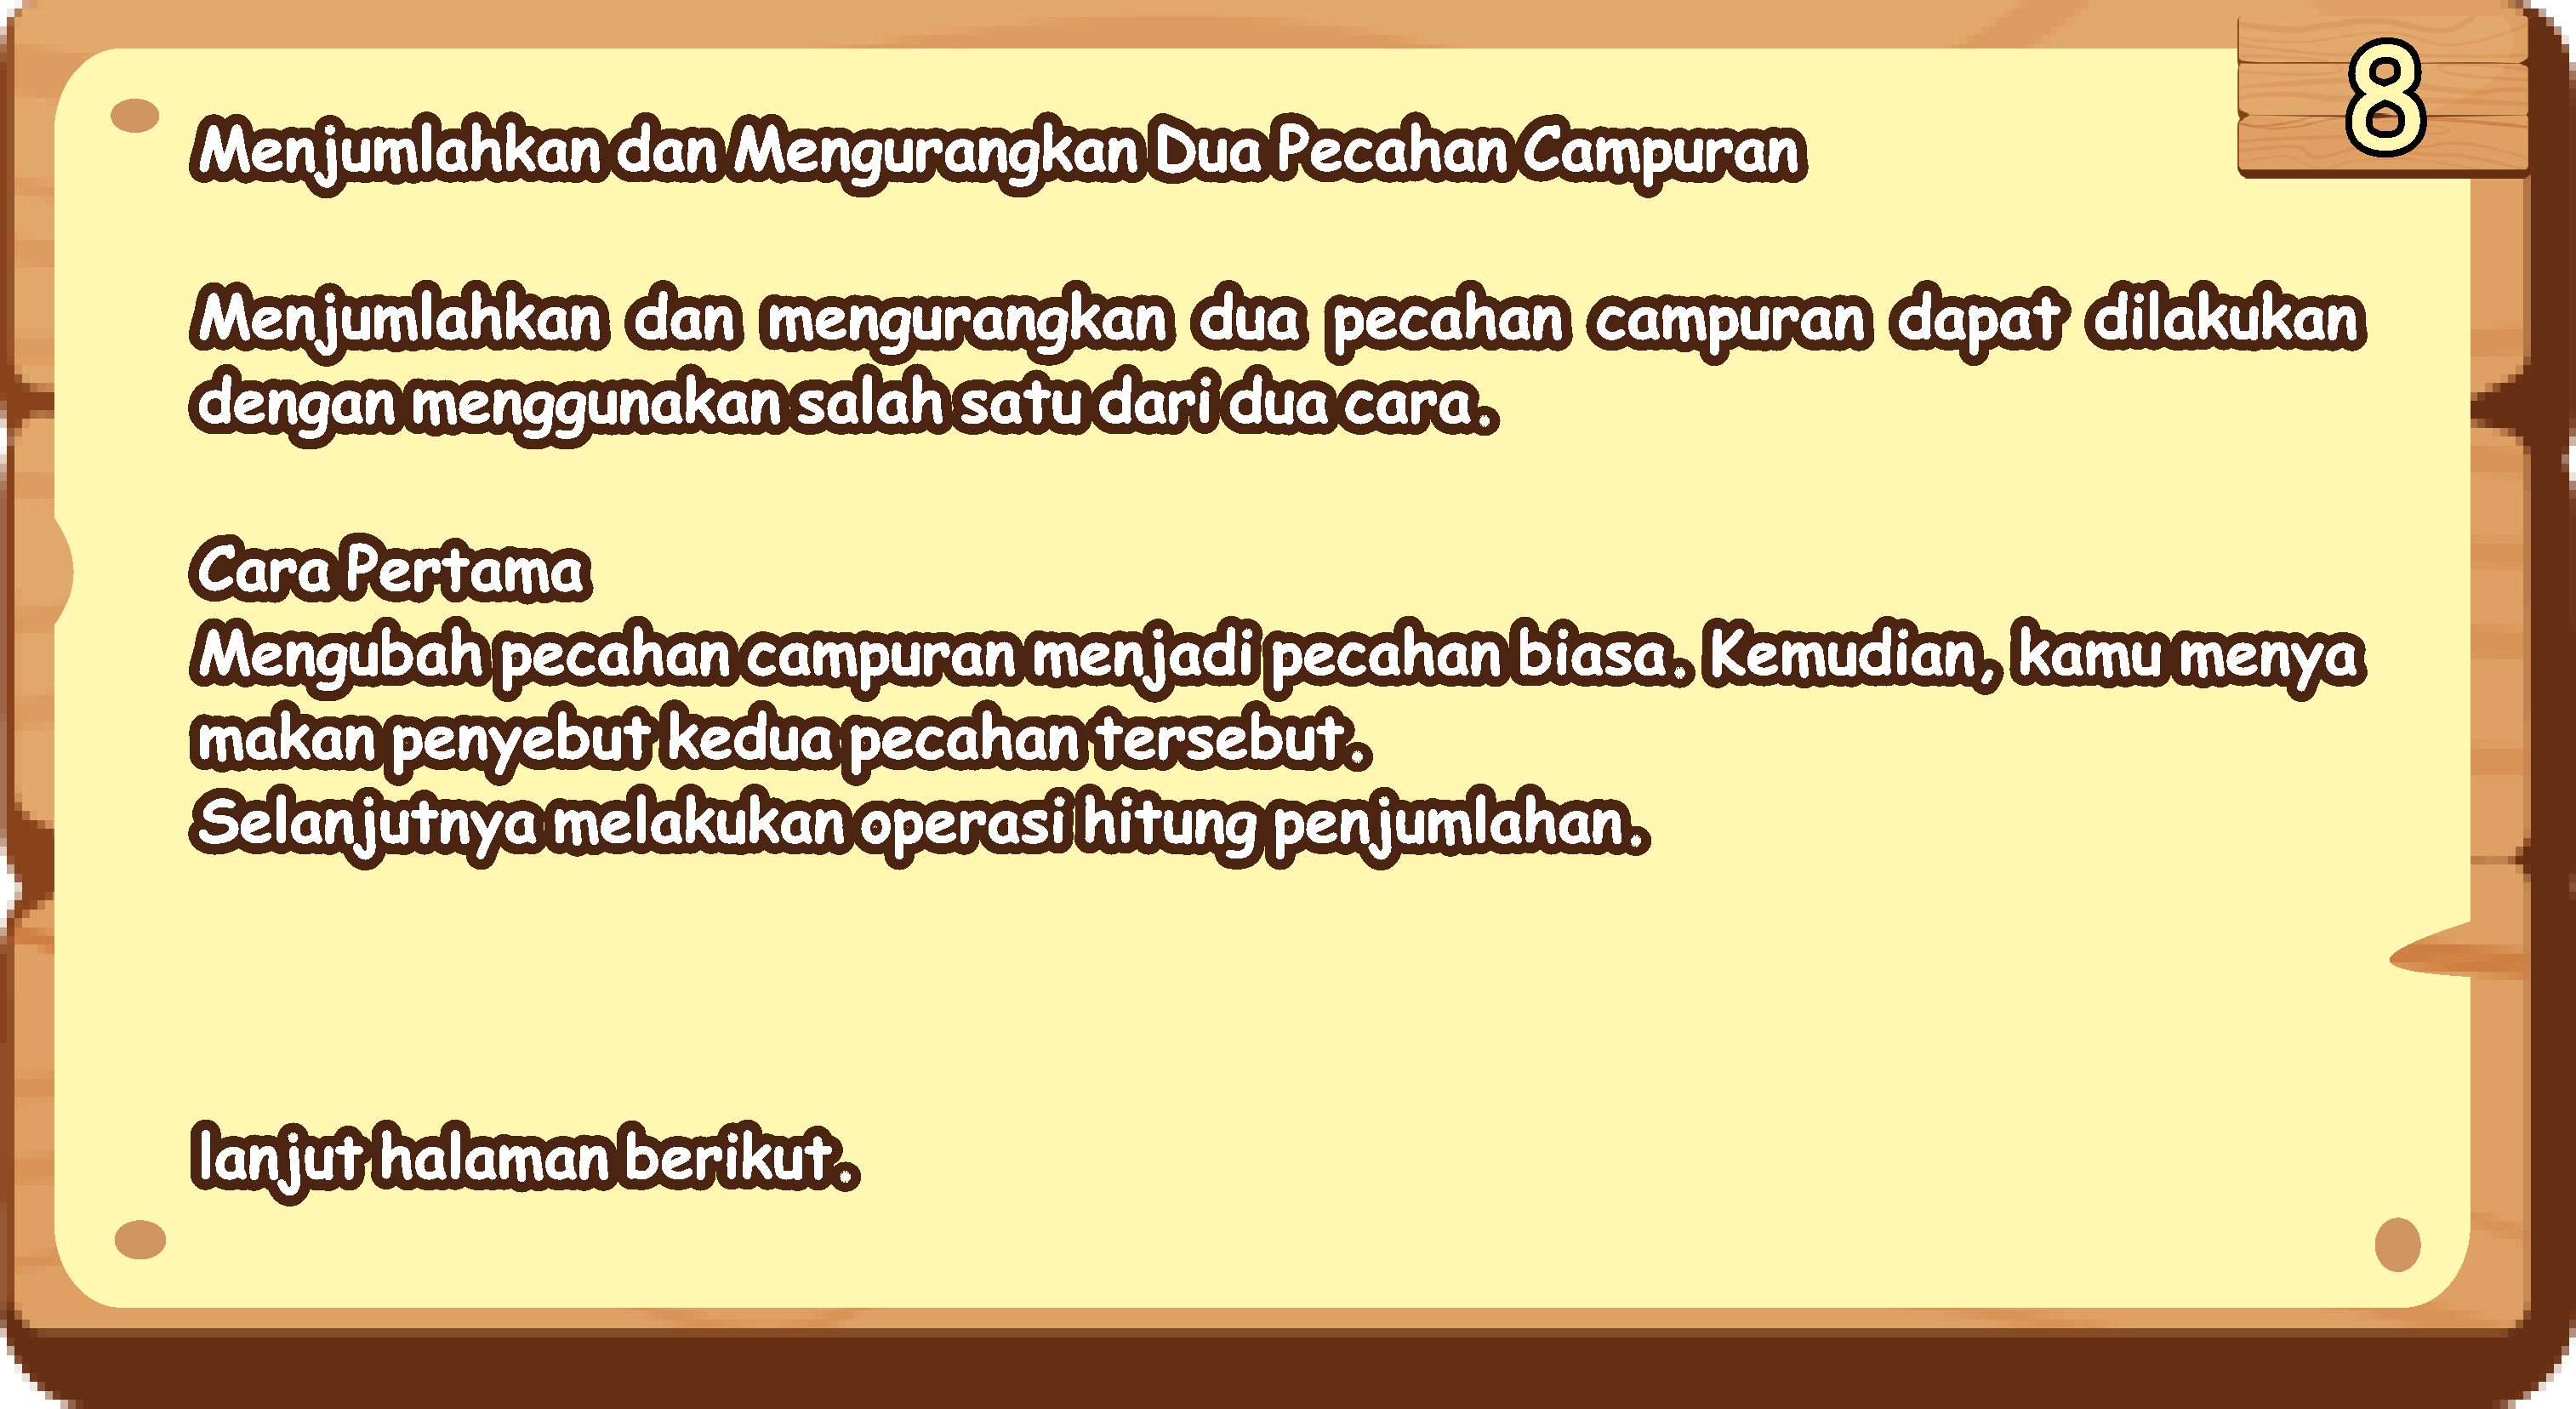 8
Menjumlahkan dan Mengurangkan Dua Pecahan Campuran
Menjumlahkan dan mengurangkan dua pecahan campuran dapat dilakukan
dengan menggunakan salah satu dari dua cara.
Cara Pertama
Mengubah pecahan campuran menjadi pecahan biasa. Kemudian, kamu menya
makan penyebut kedua pecahan tersebut.
Selanjutnya melakukan operasi hitung penjumlahan.
lanjut halaman berikut.